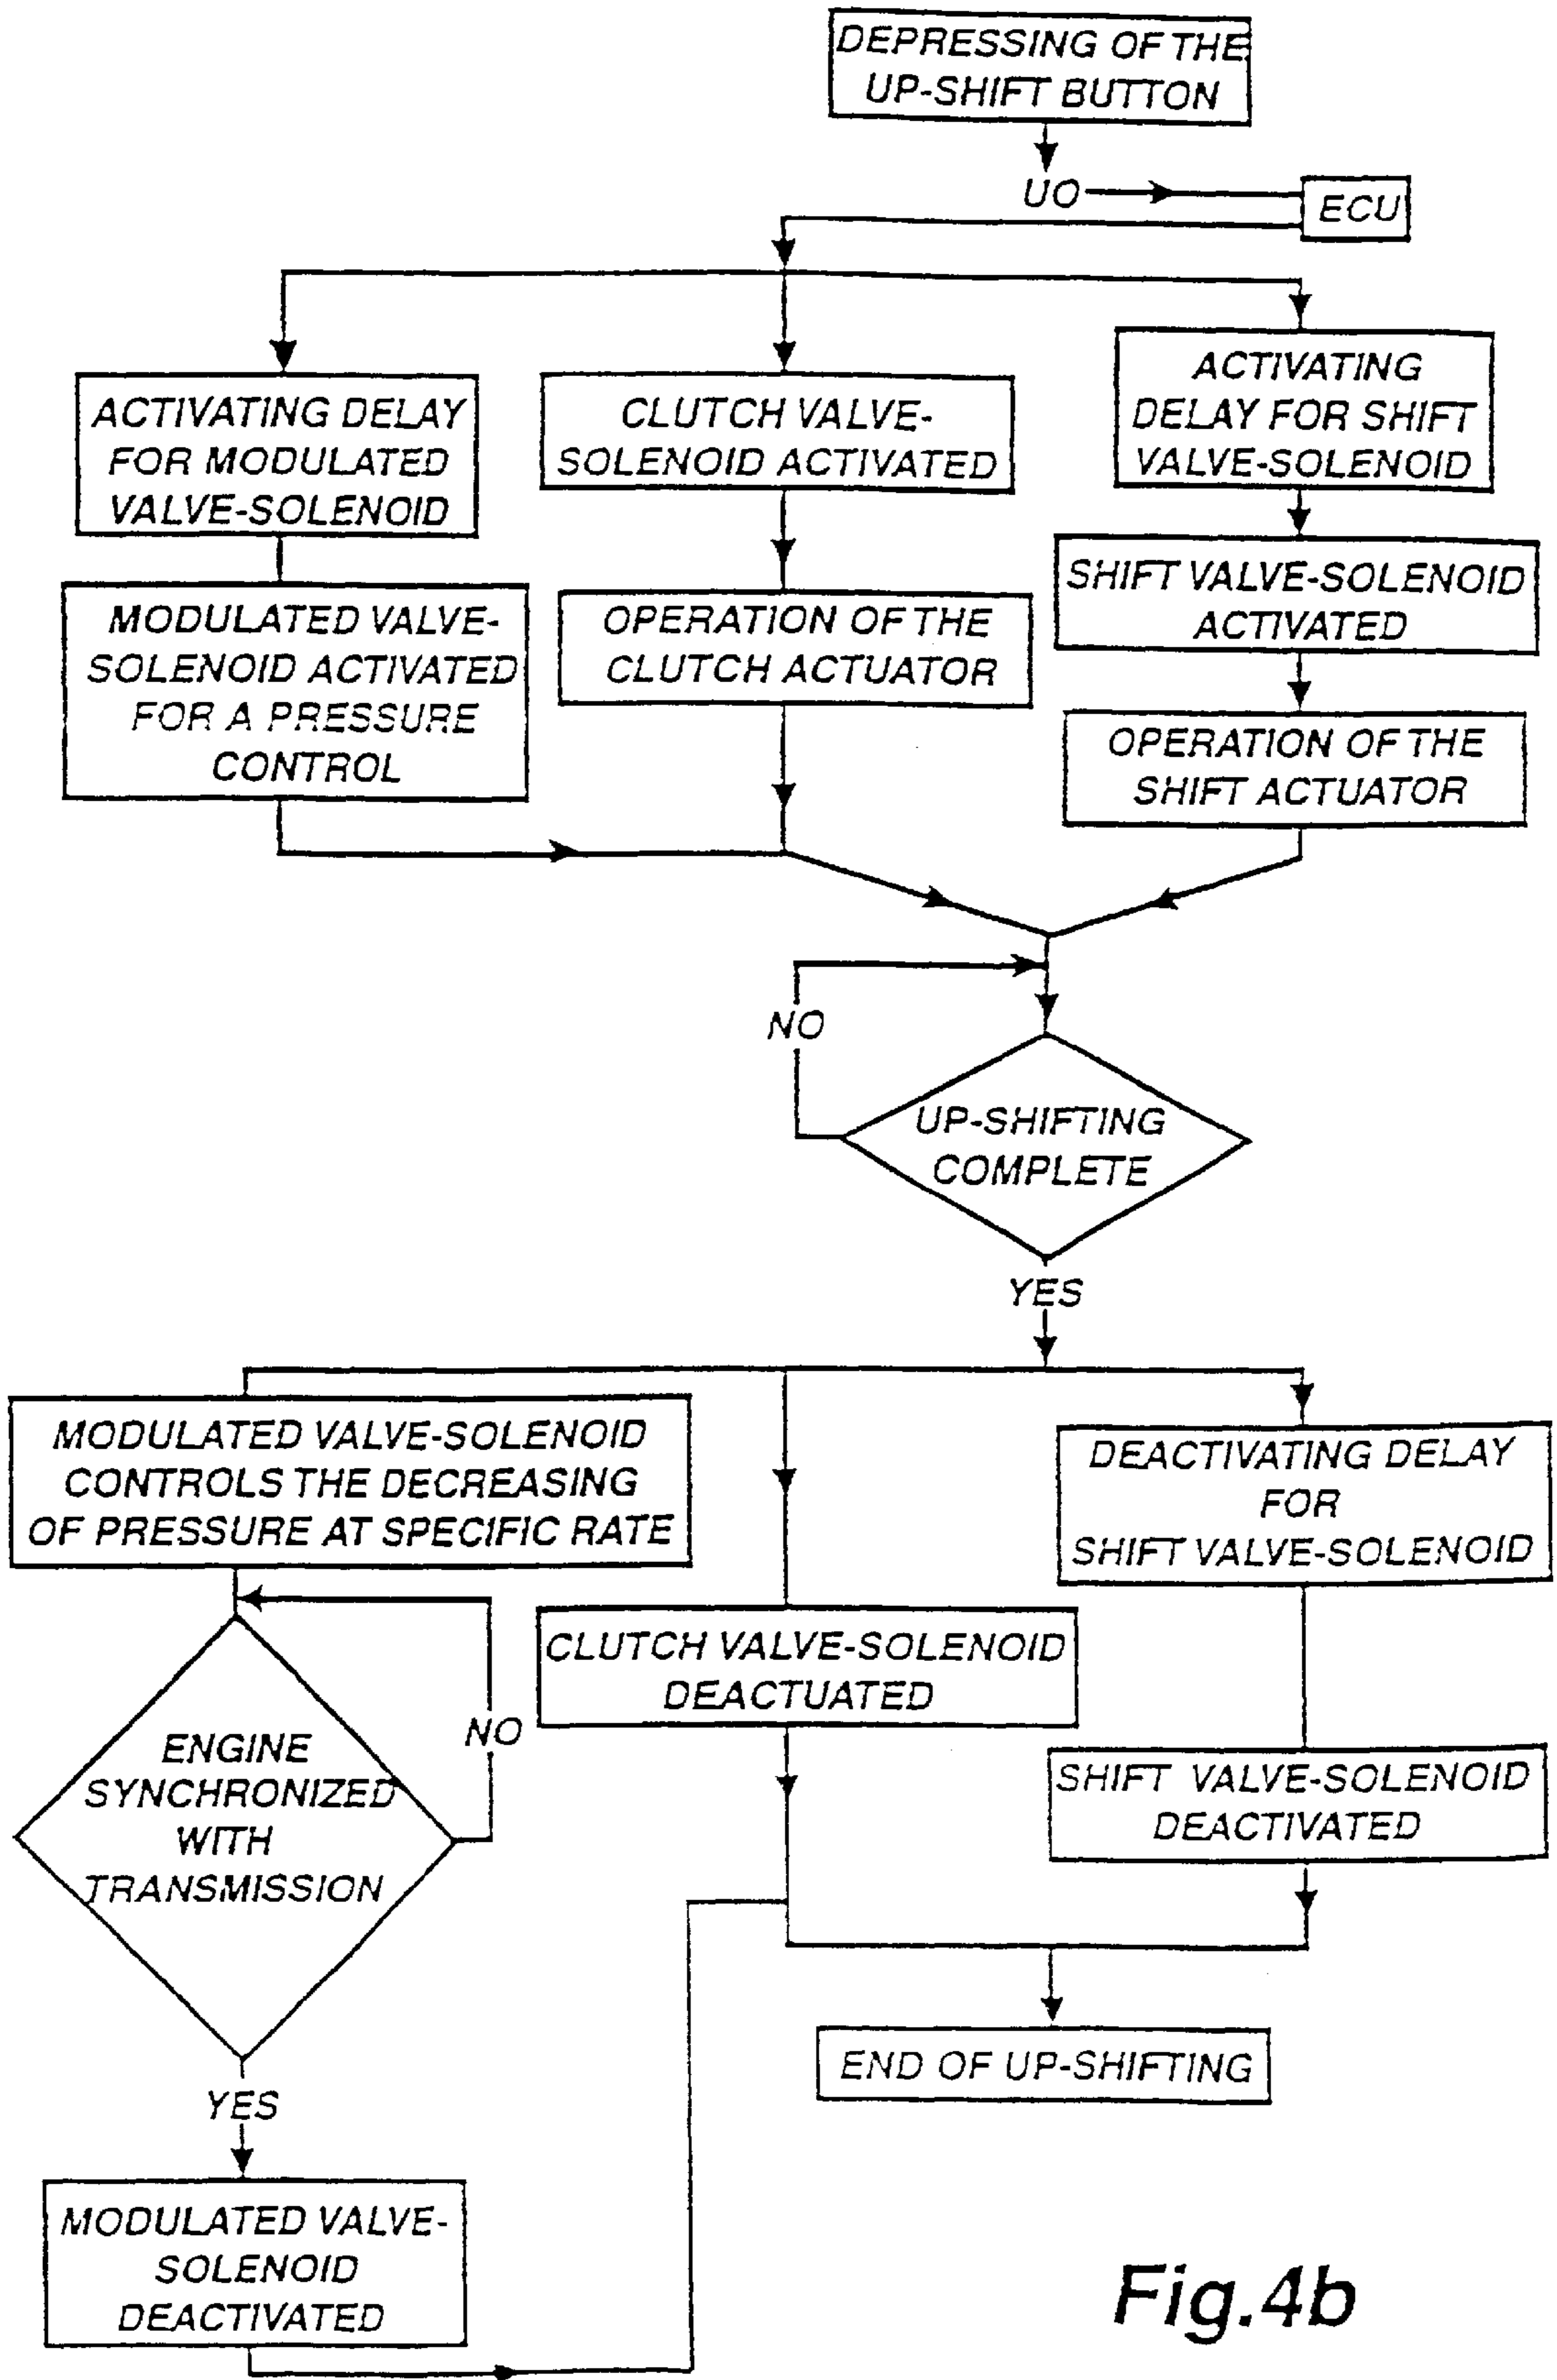 DEPRESSING OF THE
UP-SHIFT BUTTON
UO
ECU
ACTIVATING DELAY
FOR MODULATED
VALVE-SOLENOID
CLUTCH VALVE-
SOLENOID ACTIVATED
ACTIVATING
DELAY FOR SHIFT
VALVE-SOLENOID
MODULATED VALVE-
SOLENOID ACTIVATED
FOR A PRESSURE
CONTROL
OPERATION OF THE
CLUTCH ACTUATOR
SHIFT VALVE-SOLENOID
ACTIVATED
OPERATION OF THE
SHIFT ACTUATOR
NO
UP-SHIFTING
COMPLETE
YES
MODULATED VALVE-SOLENOID
CONTROLS THE DECREASING
OF PRESSURE AT SPECIFIC RATE
DEACTIVATING DELAY
FOR
SHIFT VALVE-SOLENOID
CLUTCH VALVE-SOLENOID
DEACTUATED
NO
ENGINE
SYNCHRONIZED
WITH
TRANSMISSION
SHIFT VALVE-SOLENOID
DEACTIVATED
END OF UP-SHIFTING
YES
MODULATED VALVE-
SOLENOID
DEACTIVATED
Fig.4b